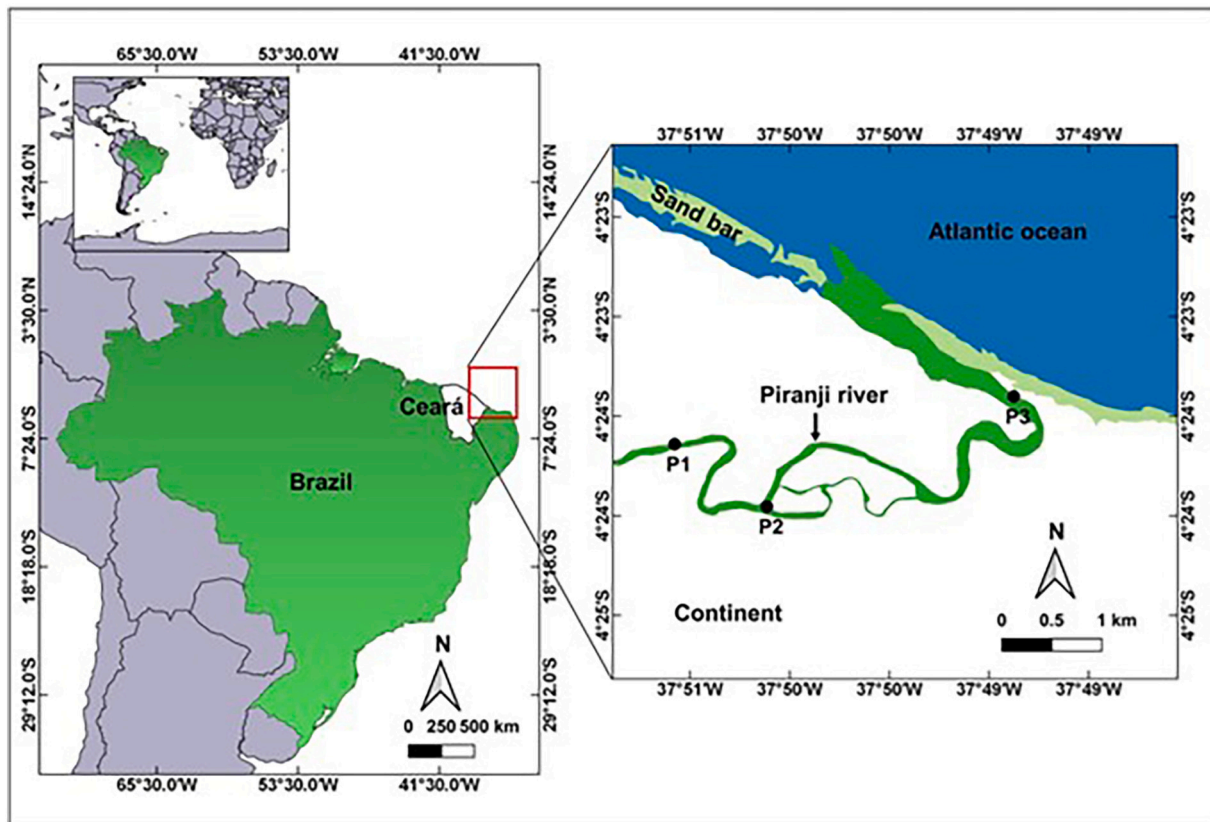 65°30.0'W 53°30.0'W 41°30.0'W
14°24.0'N
3°30.0'N
7°24.0'S
18°18.0'S
29°12.0'S
14°24.0'N
3°30.0'N
7°24.0'S
18°18.0'S
29°12.0'S
Ceará
Brazil
N
0 250 500 km
65°30.0'W 53°30.0'W 41°30.0'W
37°51'W 37°50'W 37°50'W 37°49'W 37°49'W
4°23'S
4°23'S
4°24'S
4°24'S
4°25'S
4°23'S
4°23'S
4°24'S
4°24'S
4°25'S
Sand bar
Atlantic ocean
Piranji river
P3
P1
P2
N
Continent
0 0.5 1 km
37°51'W 37°50'W 37°50'W 37°49'W 37°49'W